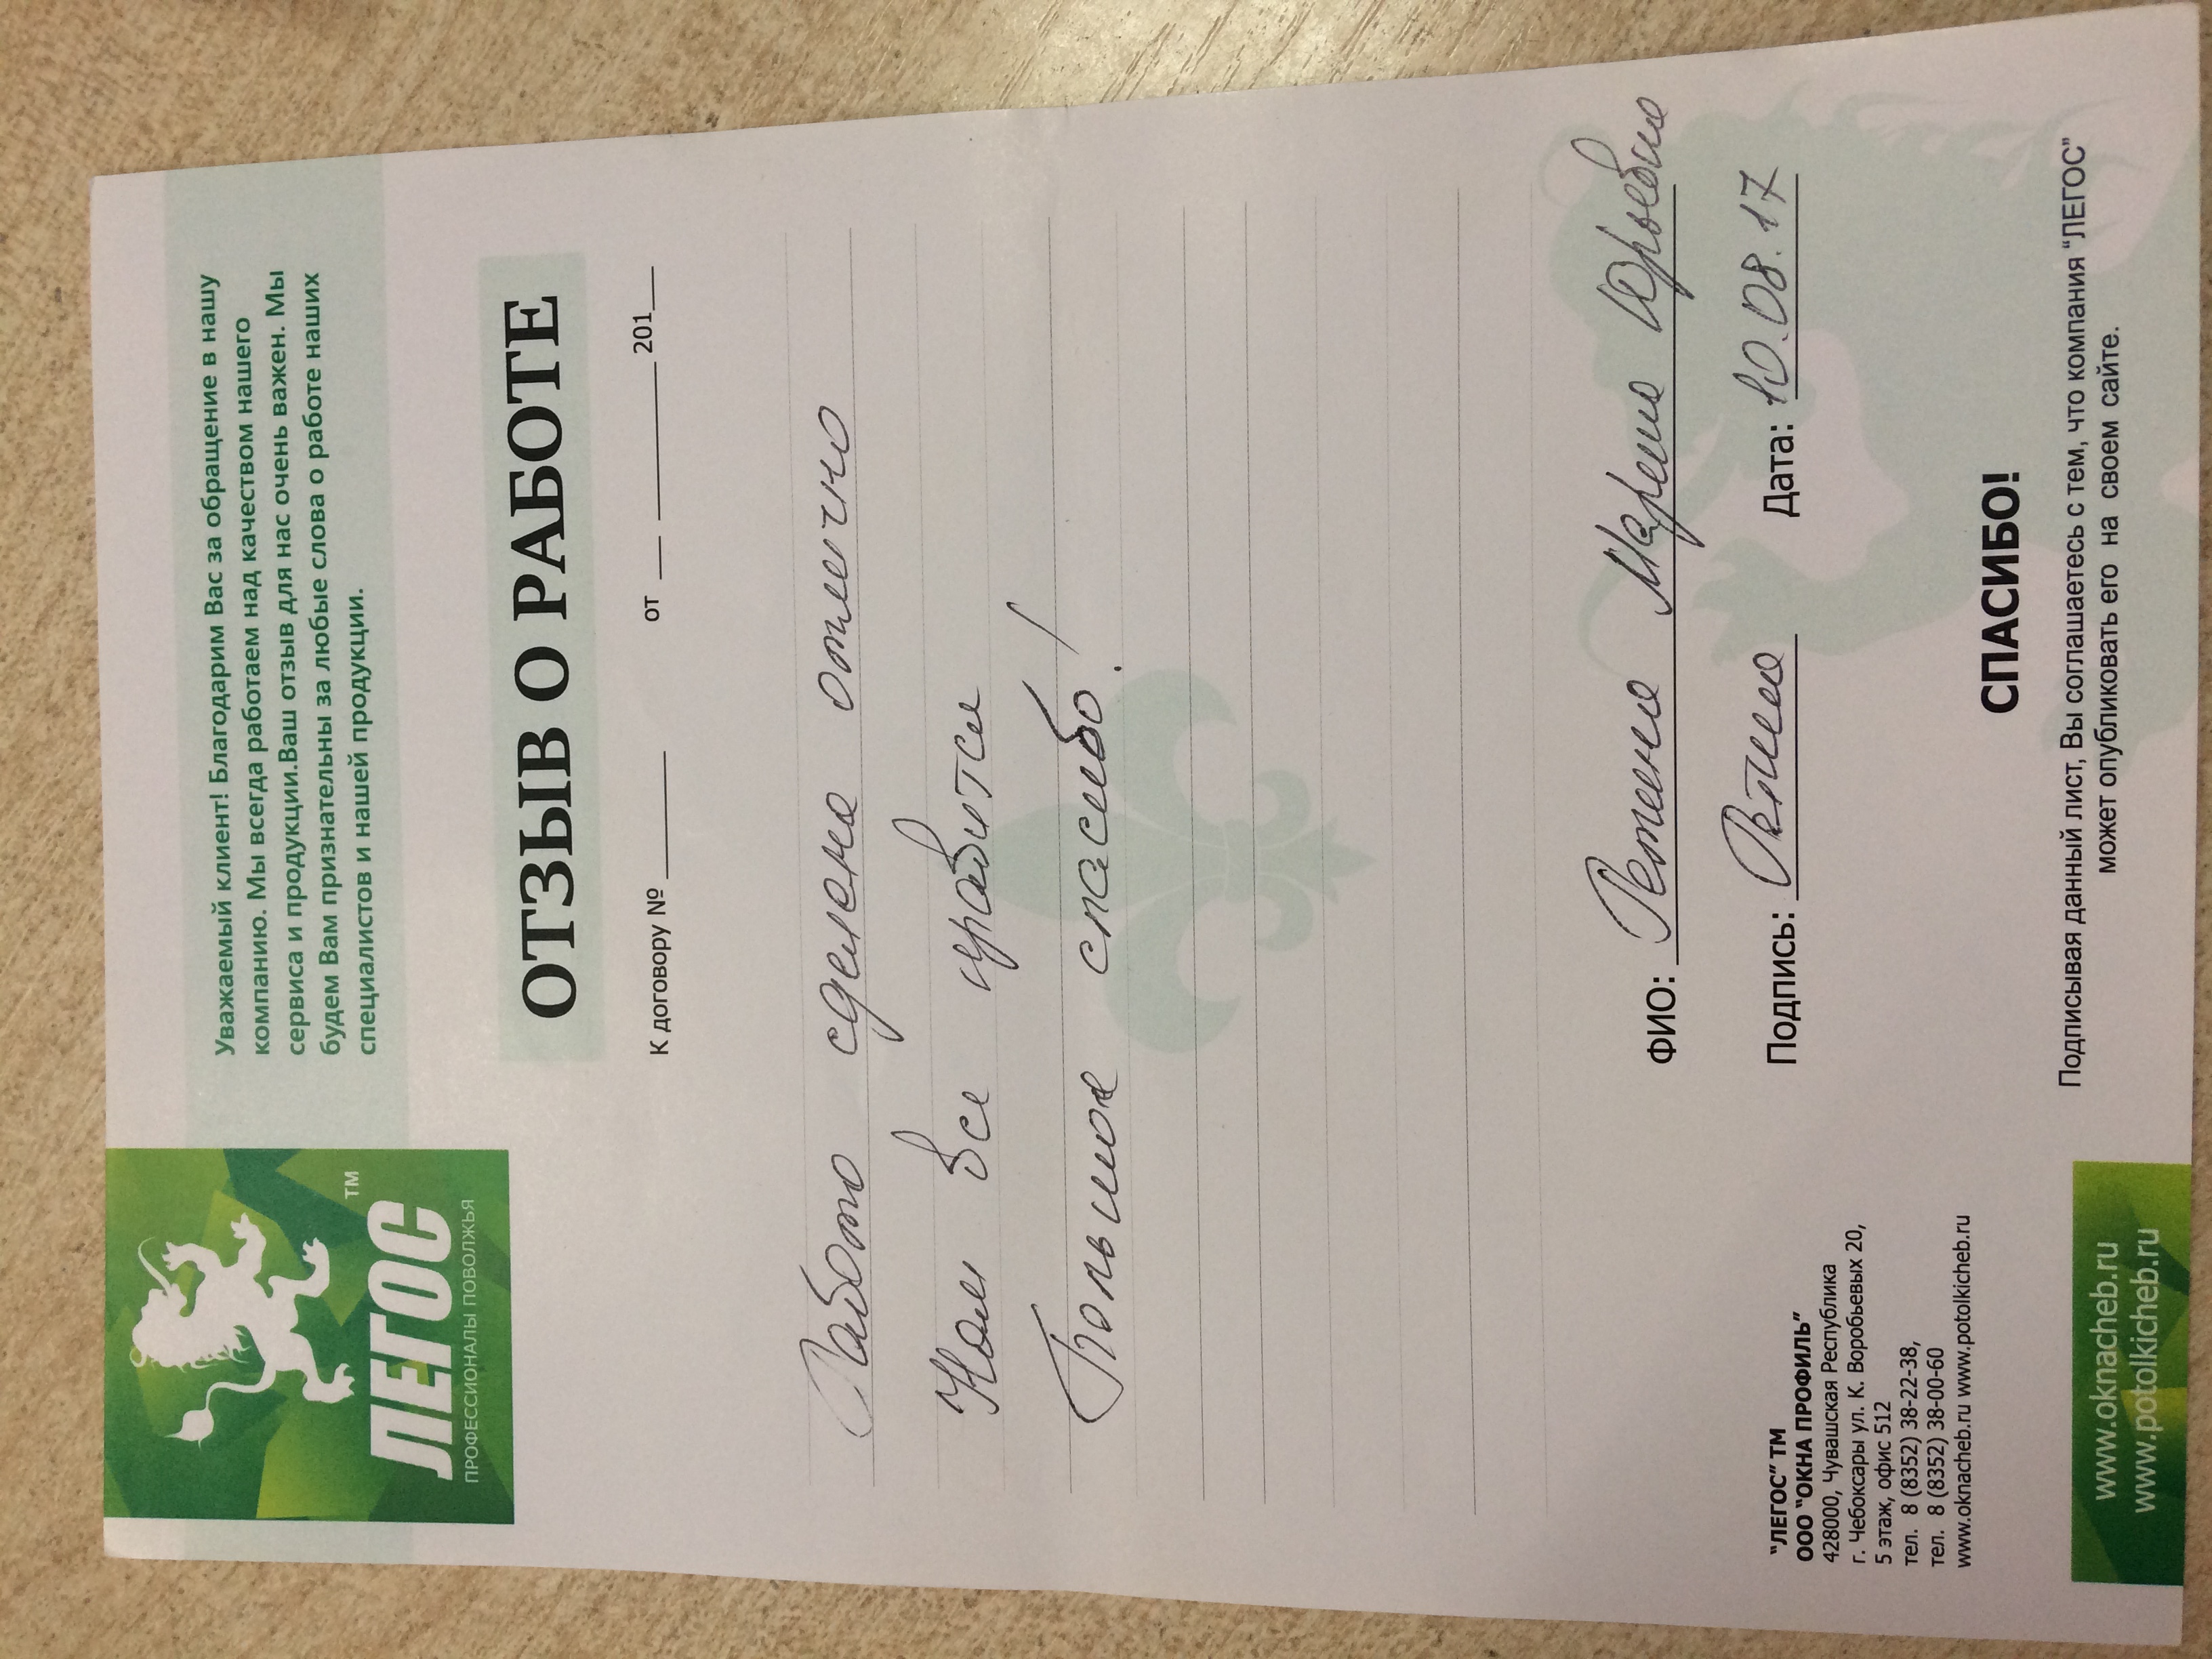 ТМ
ЛЕГОС
ПРОФЕССИОНАЛЫ ПОВОЛЖЬЯ
Уважаемый клиент! Благодарим Вас за обращение в нашу
компанию. Мы всегда работаем над качеством нашего
сервиса и продукции.Ваш отзыв для нас очень важен. Мы
будем Вам признательны за любые слова о работе наших
специалистов и нашей продукции.
ОТЗЫВ О РАБОТЕ
К договору № _______ от __ ________ 201__
Работа сделана отлично
Нам все нравится
Большое спасибо!
ФИО: Ретина Марина Юрьевна
Подпись: Дата: 10.08.17
"ЛЕГОС" ТМ
ООО "ОКНА ПРОФИЛЬ"
428000, Чувашская Республика
г. Чебоксары ул. К. Воробьевых 20,
5 этаж, офис 512
тел. 8 (8352) 38-22-38,
тел. 8 (8352) 38-00-60
www.oknacheb.ru www.potolkicheb.ru
СПАСИБО!
Подписывая данный лист, Вы соглашаетесь с тем, что компания "ЛЕГОС"
может опубликовать его на своем сайте.
www.oknacheb.ru
www.potolkicheb.ru